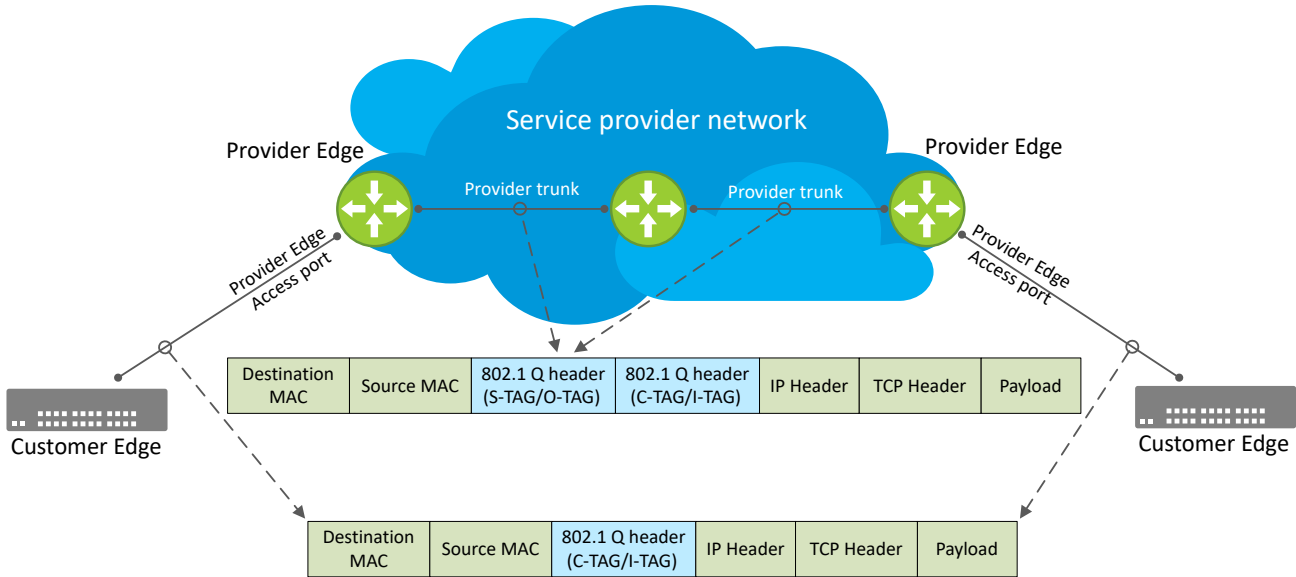 Service provider network
Provider Edge
Provider Edge
Provider trunk
Provider trunk
Provider Edge
Access port
Provider Edge
Access port
Destination
MAC
Source MAC
802.1 Q header
(S-TAG/O-TAG)
802.1 Q header
(C-TAG/I-TAG)
IP Header
TCP Header
Payload
Customer Edge
Customer Edge
Destination
MAC
Source MAC
802.1 Q header
(C-TAG/I-TAG)
IP Header
TCP Header
Payload